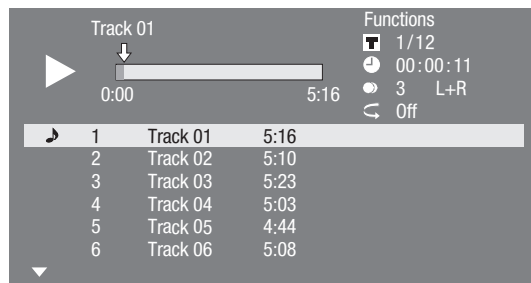 Track 01
0:00 5:16
Functions
T 1/12
00:00:11
3 L+R
Off
1 Track 01 5:16
2 Track 02 5:10
3 Track 03 5:23
4 Track 04 5:03
5 Track 05 4:44
6 Track 06 5:08